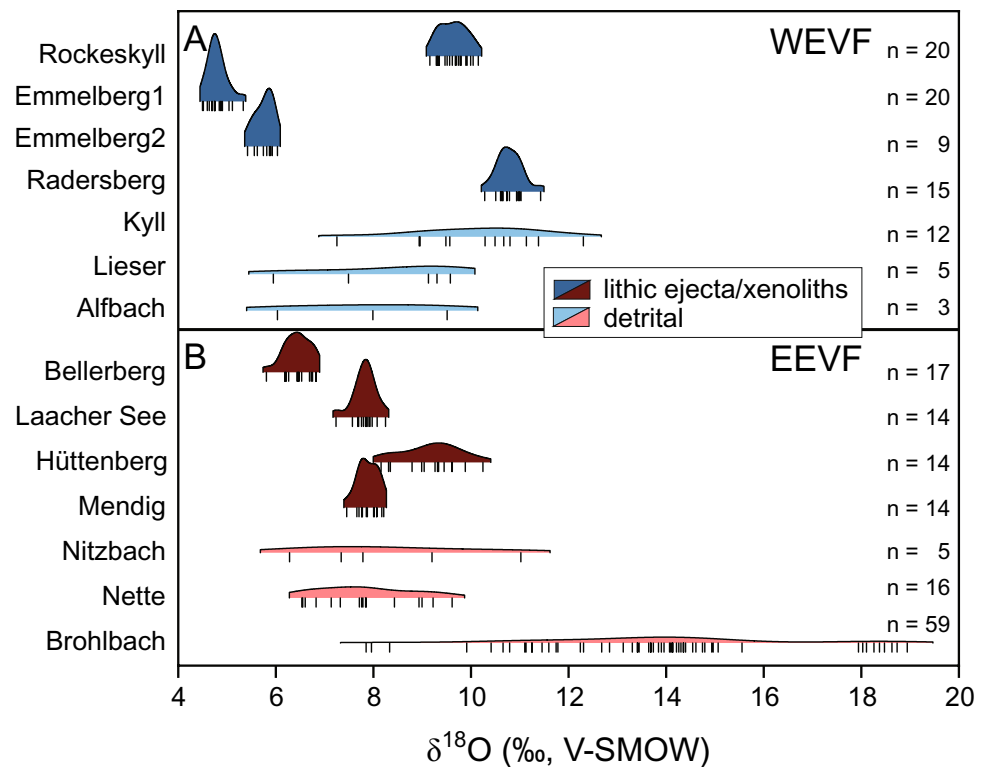 A WEVF
Rockeskyll n = 20
Emmelberg1 n = 20
Emmelberg2 n = 9
Radersberg n = 15
Kyll n = 12
Lieser n = 5
Alfbach n = 3
lithic ejecta/xenoliths
detrital
B EEVF
Bellerberg n = 17
Laacher See n = 14
Hüttenberg n = 14
Mendig n = 14
Nitzbach n = 5
Nette n = 16
Brohlbach n = 59
4 6 8 10 12 14 16 18 20
δ¹⁸O (‰, V-SMOW)